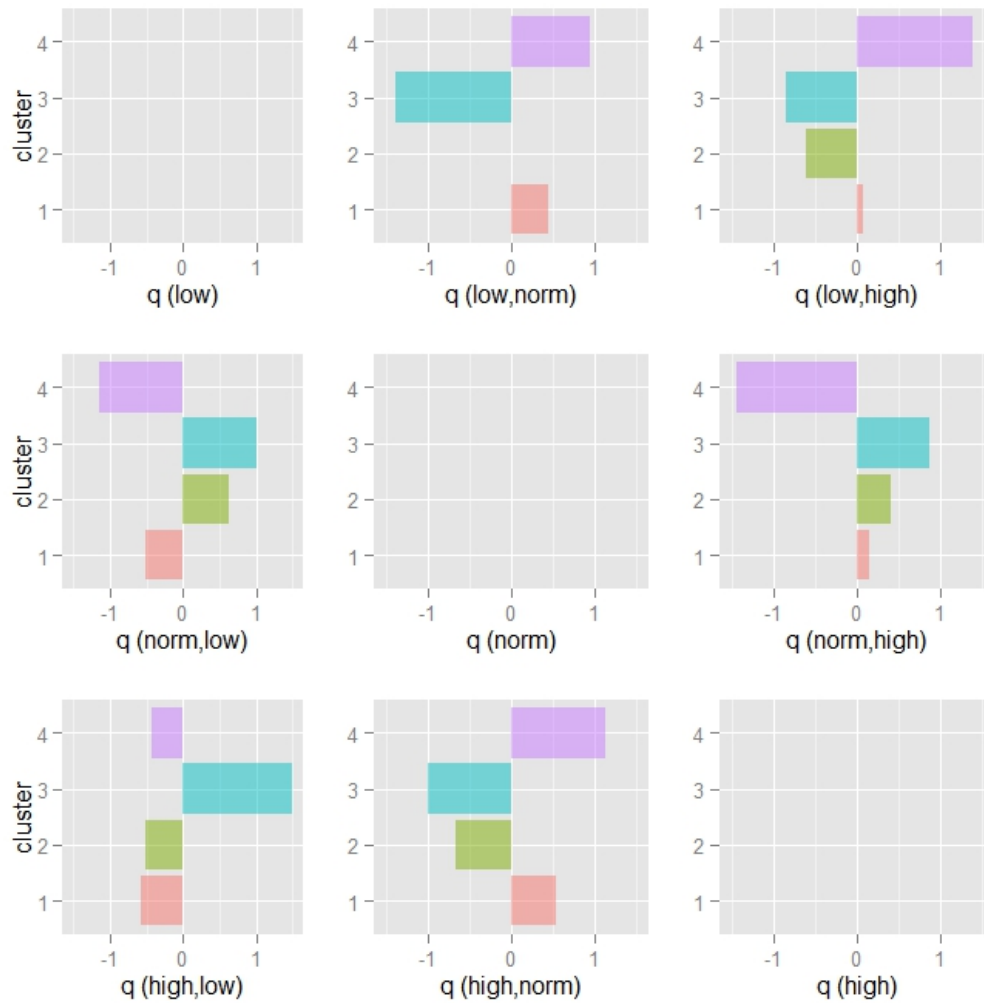 4 4 4
3 3 3
cluster
2 2 2
1 1 1
-1 0 1 -1 0 1 -1 0 1
q (low) q (low,norm) q (low,high)
4 4 4
3 3 3
cluster
2 2 2
1 1 1
-1 0 1 -1 0 1 -1 0 1
q (norm,low) q (norm) q (norm,high)
4 4 4
3 3 3
cluster
2 2 2
1 1 1
-1 0 1 -1 0 1 -1 0 1
q (high,low) q (high,norm) q (high)